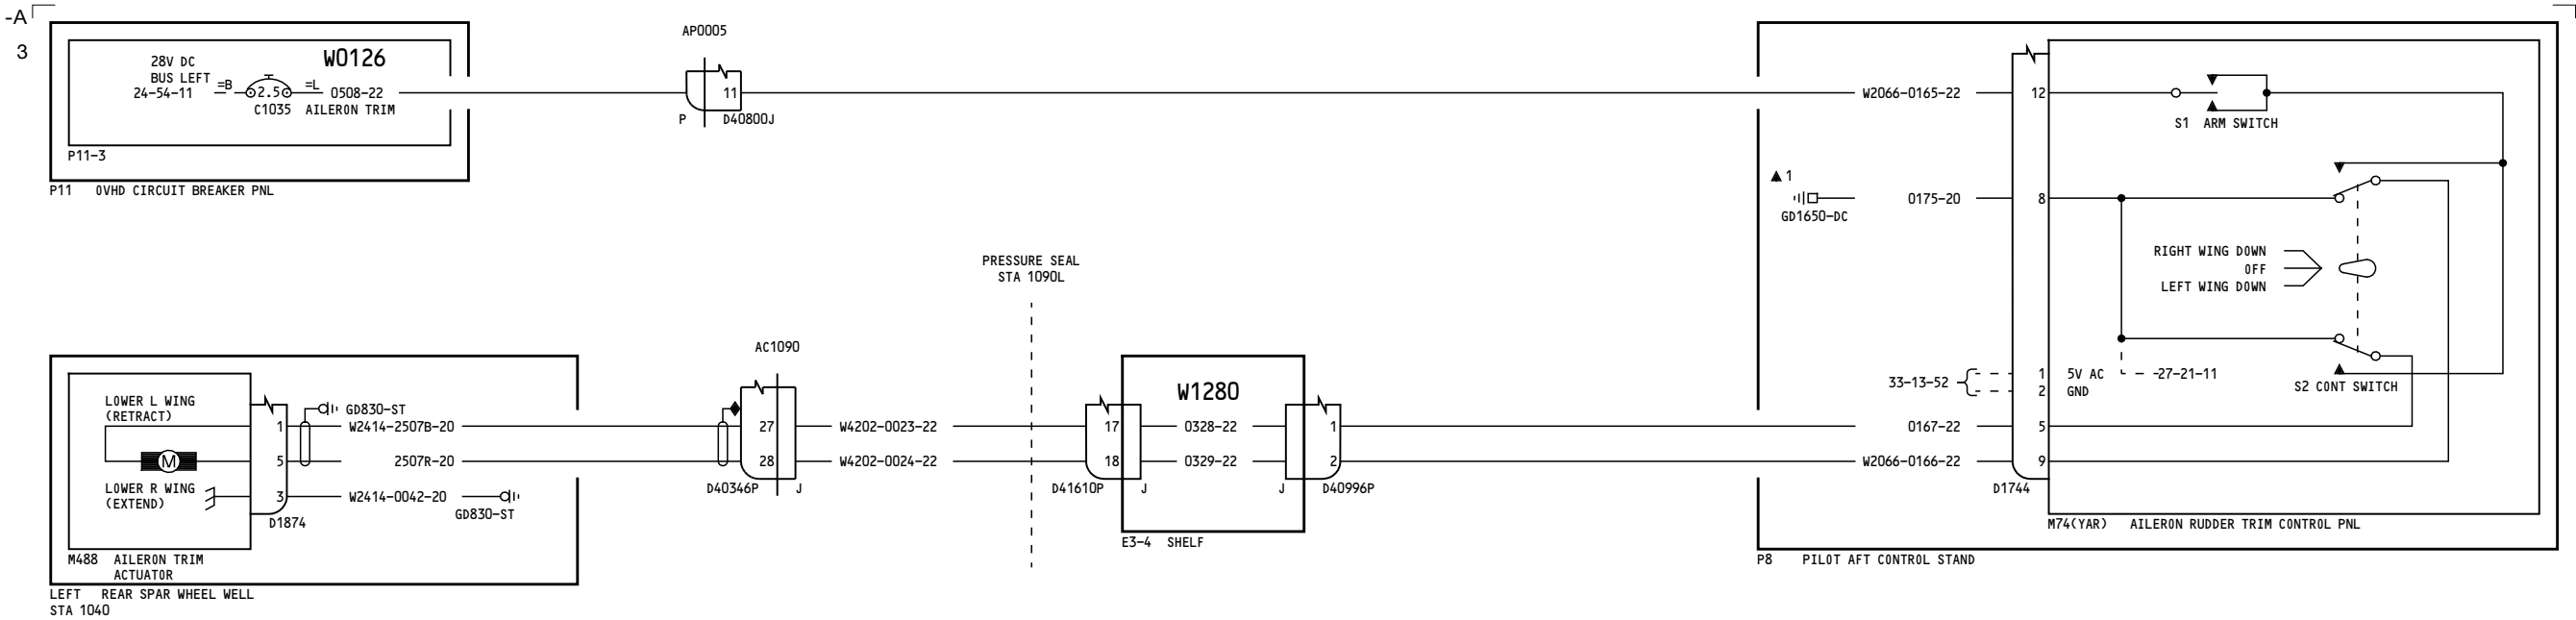 -A
3
28V DC
BUS LEFT
24-54-11
=B
2.5
=L
0508-22
C1035 AILERON TRIM
W0126
P11-3
P11 OVHD CIRCUIT BREAKER PNL
AP0005
11
P D40800J
W2066-0165-22
12
S1 ARM SWITCH
▲ 1
GD1650-DC
0175-20
8
RIGHT WING DOWN
OFF
LEFT WING DOWN
PRESSURE SEAL
STA 1090L
33-13-52
1 5V AC
2 GND
27-21-11
S2 CONT SWITCH
0167-22
5
W2066-0166-22
9
D1744
M74(YAR) AILERON RUDDER TRIM CONTROL PNL
P8 PILOT AFT CONTROL STAND
LOWER L WING
(RETRACT)
M
LOWER R WING
(EXTEND)
1
5
3
D1874
GD830-ST
W2414-2507B-20
2507R-20
W2414-0042-20
GD830-ST
M488 AILERON TRIM
ACTUATOR
LEFT REAR SPAR WHEEL WELL
STA 1040
AC1090
27
28
D40346P J
W4202-0023-22
W4202-0024-22
17
18
D41610P J
W1280
0328-22
0329-22
E3-4 SHELF
1
2
J D40996P